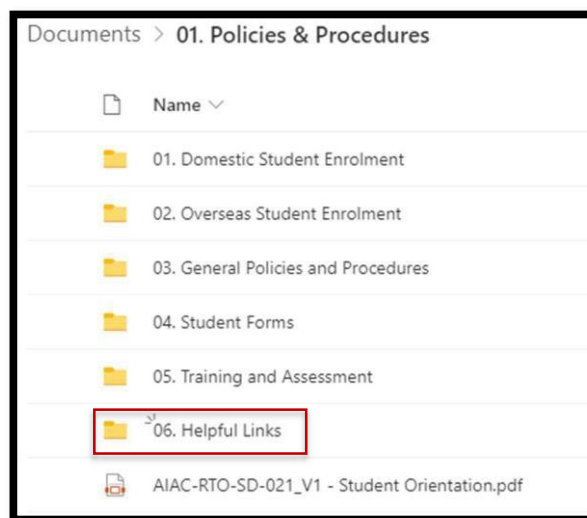 Documents > 01. Policies & Procedures
Name
01. Domestic Student Enrolment
02. Overseas Student Enrolment
03. General Policies and Procedures
04. Student Forms
05. Training and Assessment
06. Helpful Links
AIAC-RTO-SD-021_V1 - Student Orientation.pdf